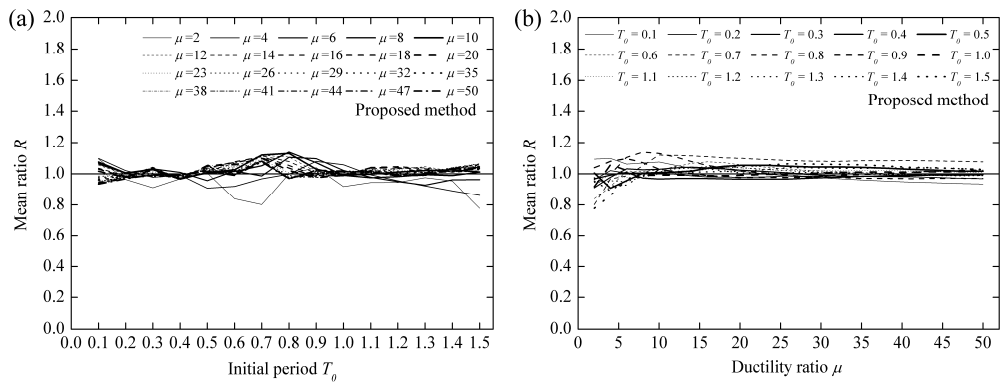 (a)
2.0
1.8
1.6
1.4
1.2
1.0
0.8
0.6
0.4
0.2
0.0
Mean ratio R
μ=2 μ=4 μ=6 μ=8 μ=10
μ=12 μ=14 μ=16 μ=18 μ=20
μ=23 μ=26 μ=29 μ=32 μ=35
μ=38 μ=41 μ=44 μ=47 μ=50
Proposed method
0.0 0.1 0.2 0.3 0.4 0.5 0.6 0.7 0.8 0.9 1.0 1.1 1.2 1.3 1.4 1.5
Initial period T0
(b)
2.0
1.8
1.6
1.4
1.2
1.0
0.8
0.6
0.4
0.2
0.0
Mean ratio R
T0 = 0.1 T0 = 0.2 T0 = 0.3 T0 = 0.4 T0 = 0.5
T0 = 0.6 T0 = 0.7 T0 = 0.8 T0 = 0.9 T0 = 1.0
T0 = 1.1 T0 = 1.2 T0 = 1.3 T0 = 1.4 T0 = 1.5
Proposed method
0 5 10 15 20 25 30 35 40 45 50
Ductility ratio μ